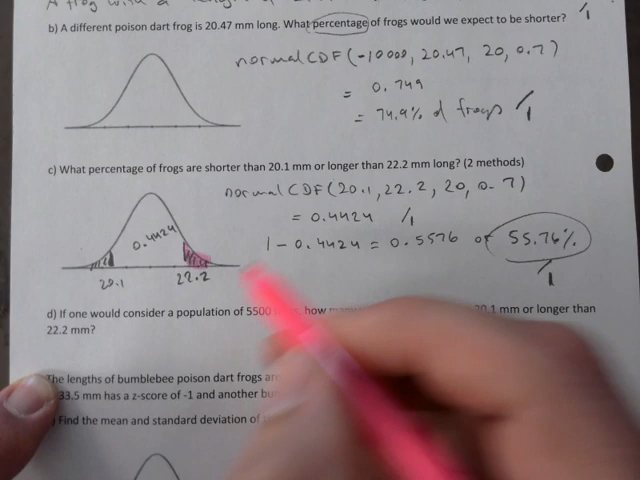 A frog with a length of
b) A different poison dart frog is 20.47 mm long. What percentage of frogs would we expect to be shorter? /1
normalCDF(-10000, 20.47, 20, 0.7)
= 0.749
= 74.9% of frogs /1
c) What percentage of frogs are shorter than 20.1 mm or longer than 22.2 mm long? (2 methods)
normalCDF(20.1, 22.2, 20, 0.7)
= 0.4424 /1
1 - 0.4424 = 0.5576 or 55.76%
/1
0.4424
20.1 22.2
d) If one would consider a population of 5500 how 20.1 mm or longer than
22.2 mm?
The lengths of bumblebee poison dart frogs
33.5 mm has a z-score of -1 and another
Find the mean and standard deviation of